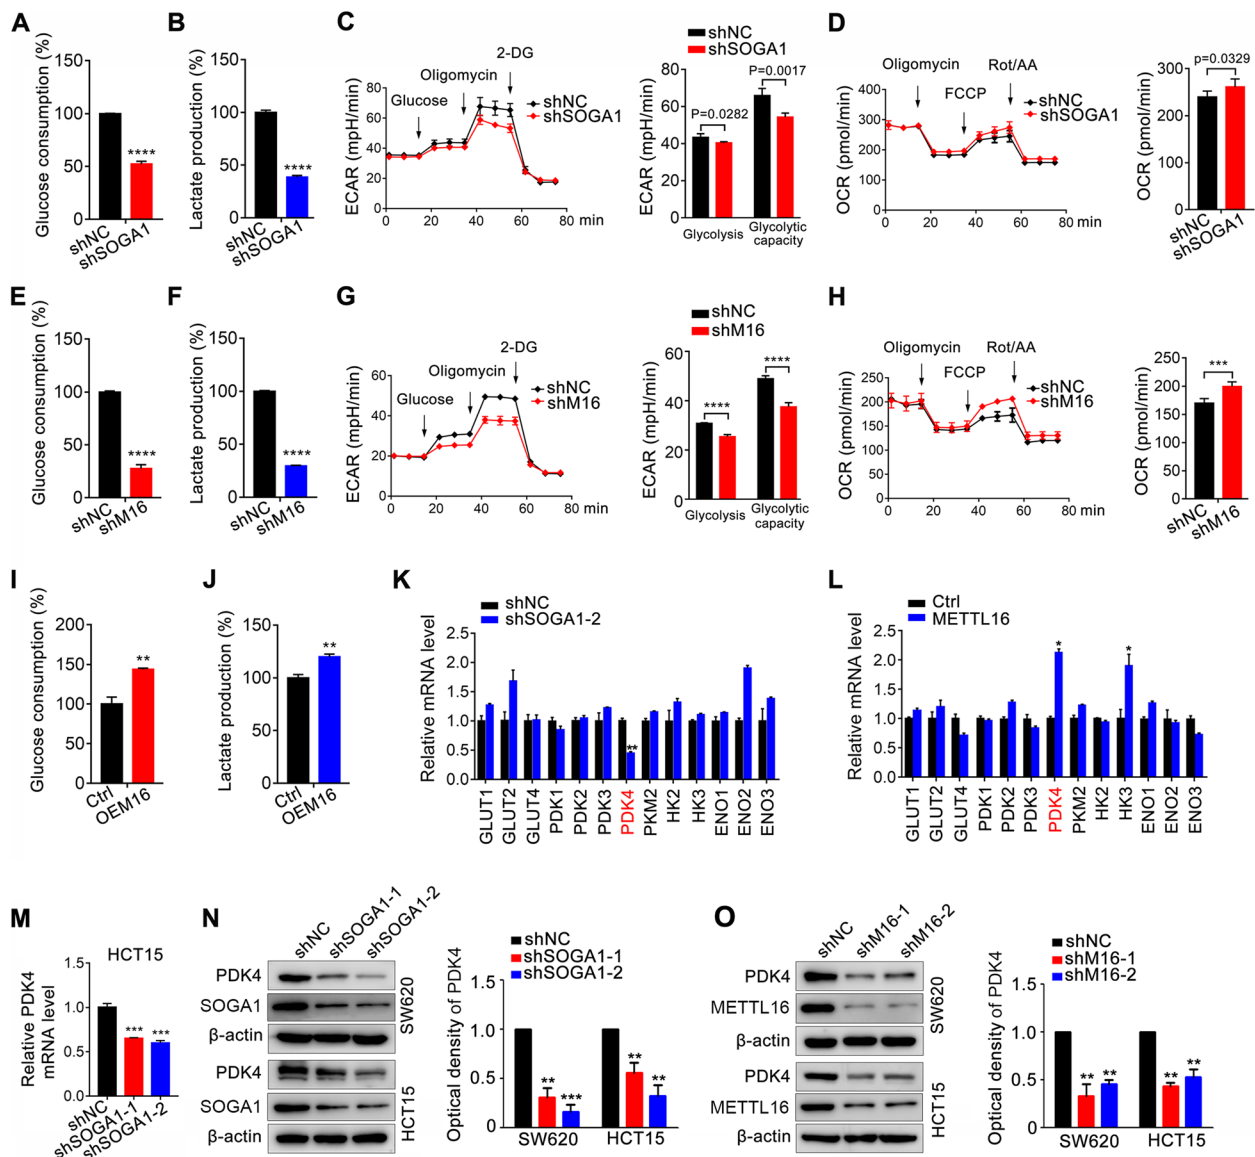 A
Glucose consumption (%)
150
100
50
0
****
shNC
shSOGA1
B
Lactate production (%)
150
100
50
0
****
shNC
shSOGA1
C
ECAR (mpH/min)
80
60
40
20
0 20 40 60 80 min
Glucose
Oligomycin
2-DG
shNC
shSOGA1
shNC
shSOGA1
ECAR (mpH/min)
80
60
40
20
0
P=0.0282
P=0.0017
Glycolysis
Glycolytic
capacity
D
OCR (pmol/min)
400
300
200
100
0 20 40 60 80 min
Oligomycin
FCCP
Rot/AA
shNC
shSOGA1
OCR (pmol/min)
300
200
100
0
p=0.0329
shNC
shSOGA1
E
Glucose consumption (%)
150
100
50
0
****
shNC
shM16
F
Lactate production (%)
150
100
50
0
****
shNC
shM16
G
ECAR (mpH/min)
60
40
20
0
0 20 40 60 80 min
Glucose
Oligomycin
2-DG
shNC
shM16
shNC
shM16
ECAR (mpH/min)
60
40
20
0
****
****
Glycolysis
Glycolytic
capacity
H
OCR (pmol/min)
250
200
150
100
50
0
0 20 40 60 80 min
Oligomycin
FCCP
Rot/AA
shNC
shM16
OCR (pmol/min)
200
150
100
50
0
***
shNC
shM16
I
Glucose consumption (%)
200
150
100
50
0
**
Ctrl
OEM16
J
Lactate production (%)
150
100
50
0
**
Ctrl
OEM16
K
shNC
shSOGA1-2
Relative mRNA level
2.5
2.0
1.5
1.0
0.5
0.0
**
GLUT1 GLUT2 GLUT4 PDK1 PDK2 PDK3 PDK4 PKM2 HK2 HK3 ENO1 ENO2 ENO3
L
Ctrl
METTL16
Relative mRNA level
2.5
2.0
1.5
1.0
0.5
0.0
*
*
GLUT1 GLUT2 GLUT4 PDK1 PDK2 PDK3 PDK4 PKM2 HK2 HK3 ENO1 ENO2 ENO3
M
HCT15
Relative PDK4
mRNA level
1.5
1.0
0.5
0.0
***
***
shNC
shSOGA1-1
shSOGA1-2
N
shNC
shSOGA1-1
shSOGA1-2
PDK4
SOGA1
β-actin
SW620
PDK4
SOGA1
β-actin
HCT15
shNC
shSOGA1-1
shSOGA1-2
Optical density of PDK4
1.5
1.0
0.5
0
**
***
**
**
SW620 HCT15
O
shNC
shM16-1
shM16-2
PDK4
METTL16
β-actin
SW620
PDK4
METTL16
β-actin
HCT15
shNC
shM16-1
shM16-2
Optical density of PDK4
1.5
1.0
0.5
0
**
**
**
**
SW620 HCT15